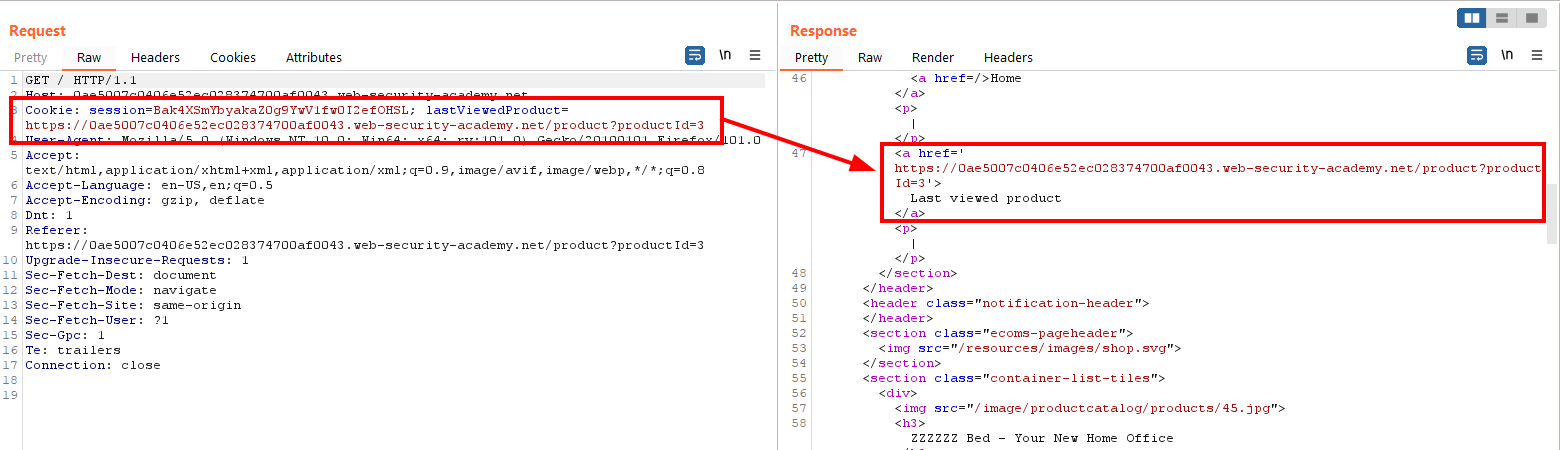 Request
Pretty Raw Headers Cookies Attributes \n
1 GET / HTTP/1.1
2 Host: 0ae5007c0406e52ec028374700af0043.web-security-academy.net
3 Cookie: session=Bak4XSmYbyakaZ0g9YwV1fw0I2efOHSL; lastViewedProduct=
https://0ae5007c0406e52ec028374700af0043.web-security-academy.net/product?productId=3
4 User-Agent: Mozilla/5.0 (Windows NT 10.0; Win64; x64; rv:101.0) Gecko/20100101 Firefox/101.0
5 Accept:
text/html,application/xhtml+xml,application/xml;q=0.9,image/avif,image/webp,*/*;q=0.8
6 Accept-Language: en-US,en;q=0.5
7 Accept-Encoding: gzip, deflate
8 Dnt: 1
9 Referer:
https://0ae5007c0406e52ec028374700af0043.web-security-academy.net/product?productId=3
10 Upgrade-Insecure-Requests: 1
11 Sec-Fetch-Dest: document
12 Sec-Fetch-Mode: navigate
13 Sec-Fetch-Site: same-origin
14 Sec-Fetch-User: ?1
15 Sec-Gpc: 1
16 Te: trailers
17 Connection: close
18
19
Response
Pretty Raw Render Headers \n
46 <a href=/>Home
</a>
<p>
|
</p>
47 <a href='
https://0ae5007c0406e52ec028374700af0043.web-security-academy.net/product?product
Id=3'>
Last viewed product
</a>
<p>
|
</p>
48 </section>
49 </header>
50 <header class="notification-header">
51 </header>
52 <section class="ecoms-pageheader">
53 <img src="/resources/images/shop.svg">
54 </section>
55 <section class="container-list-tiles">
56 <div>
57 <img src="/image/productcatalog/products/45.jpg">
58 <h3>
ZZZZZZ Bed - Your New Home Office